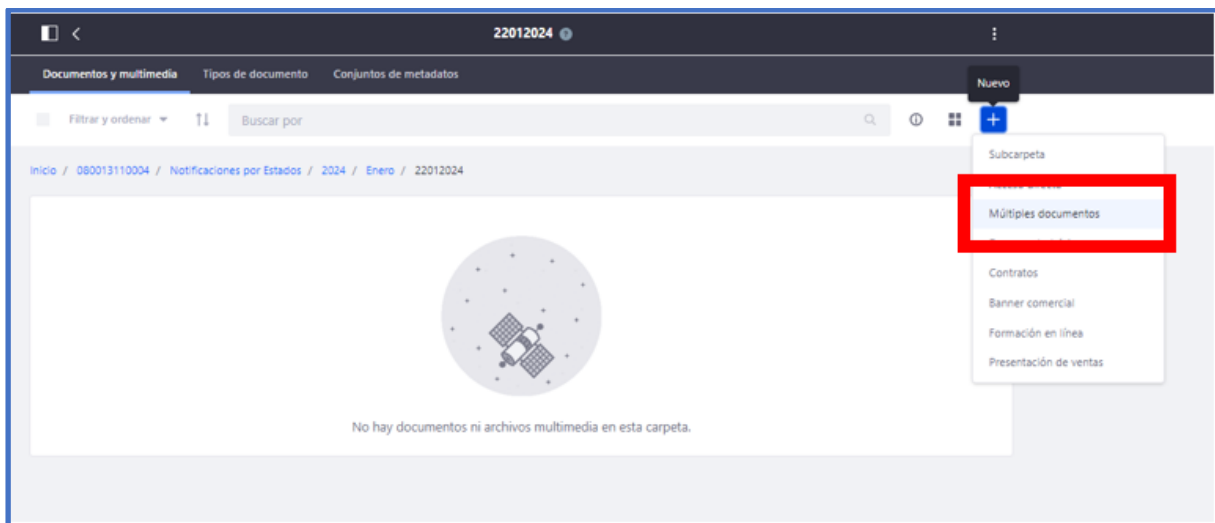 22012024
Documentos y multimedia Tipos de documento Conjuntos de metadatos
Nuevo
Filtrar y ordenar Buscar por
Subcarpeta
Inicio / 080013110004 / Notificaciones por Estados / 2024 / Enero / 22012024
Múltiples documentos
Contratos
Banner comercial
Formación en línea
Presentación de ventas
No hay documentos ni archivos multimedia en esta carpeta.